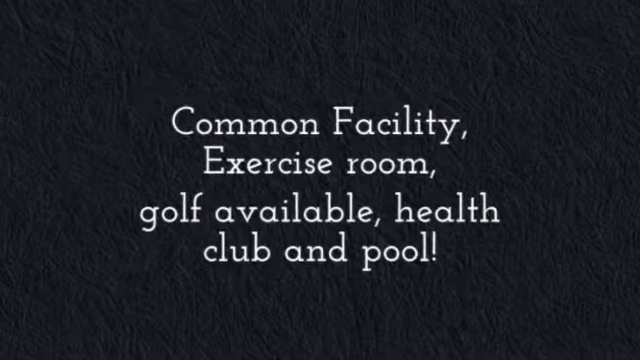 Common Facility,
Exercise room,
golf available, health
club and pool!